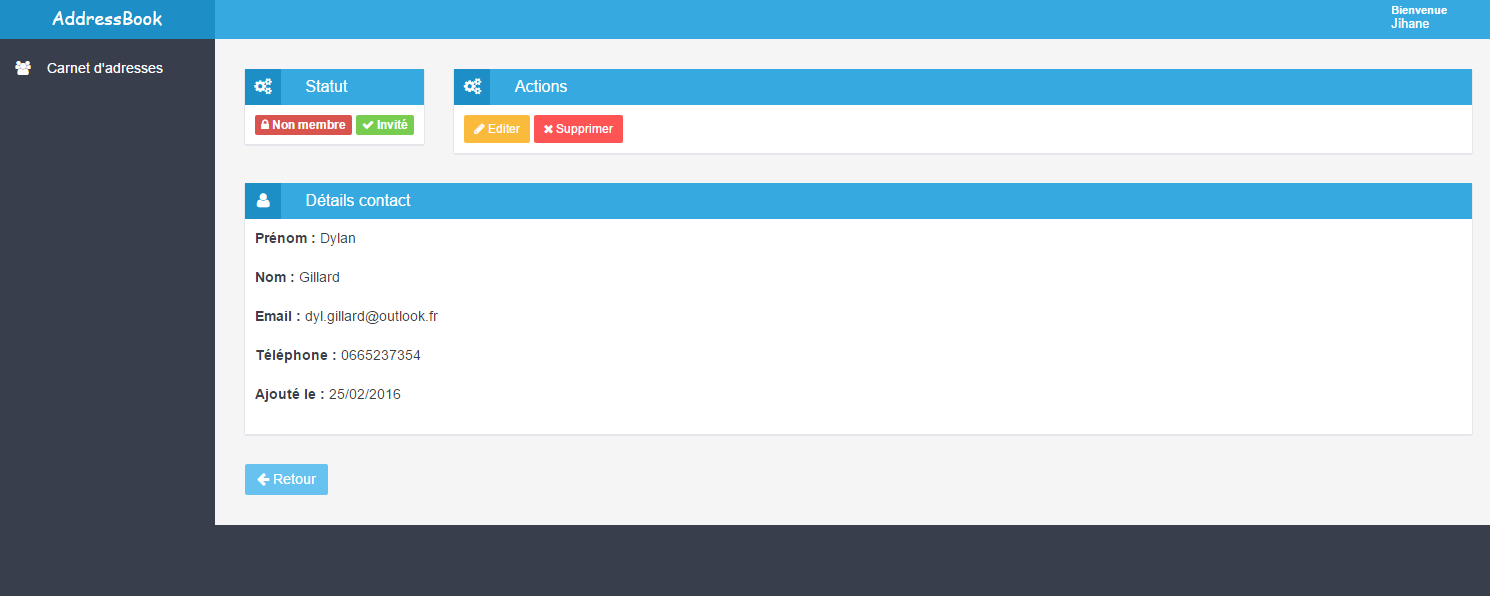 AddressBook
Bienvenue
Jihane
Carnet d'adresses
Statut
Actions
Non membre Invité
Editer Supprimer
Détails contact
Prénom : Dylan
Nom : Gillard
Email : dyl.gillard@outlook.fr
Téléphone : 0665237354
Ajouté le : 25/02/2016
Retour